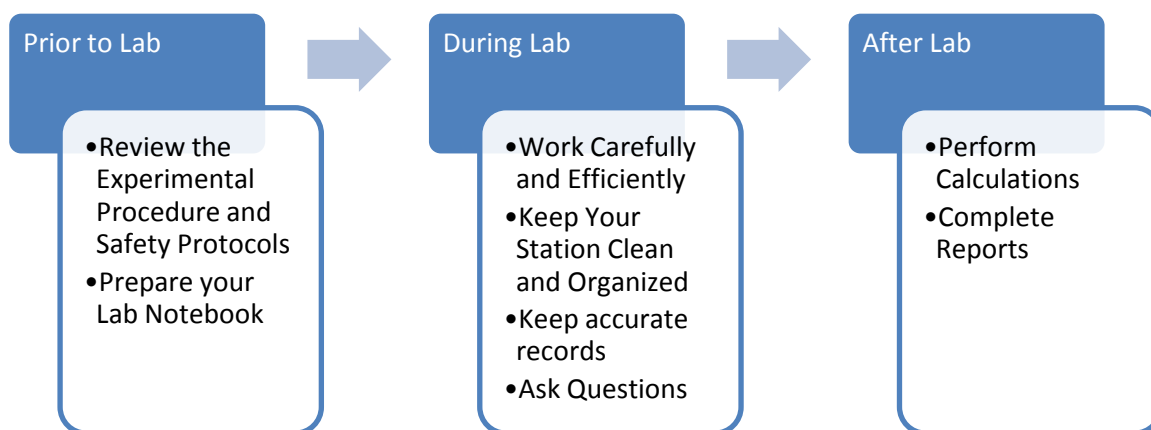 Prior to Lab
•Review the
Experimental
Procedure and
Safety Protocols
•Prepare your
Lab Notebook
During Lab
•Work Carefully
and Efficiently
•Keep Your
Station Clean
and Organized
•Keep accurate
records
•Ask Questions
After Lab
•Perform
Calculations
•Complete
Reports